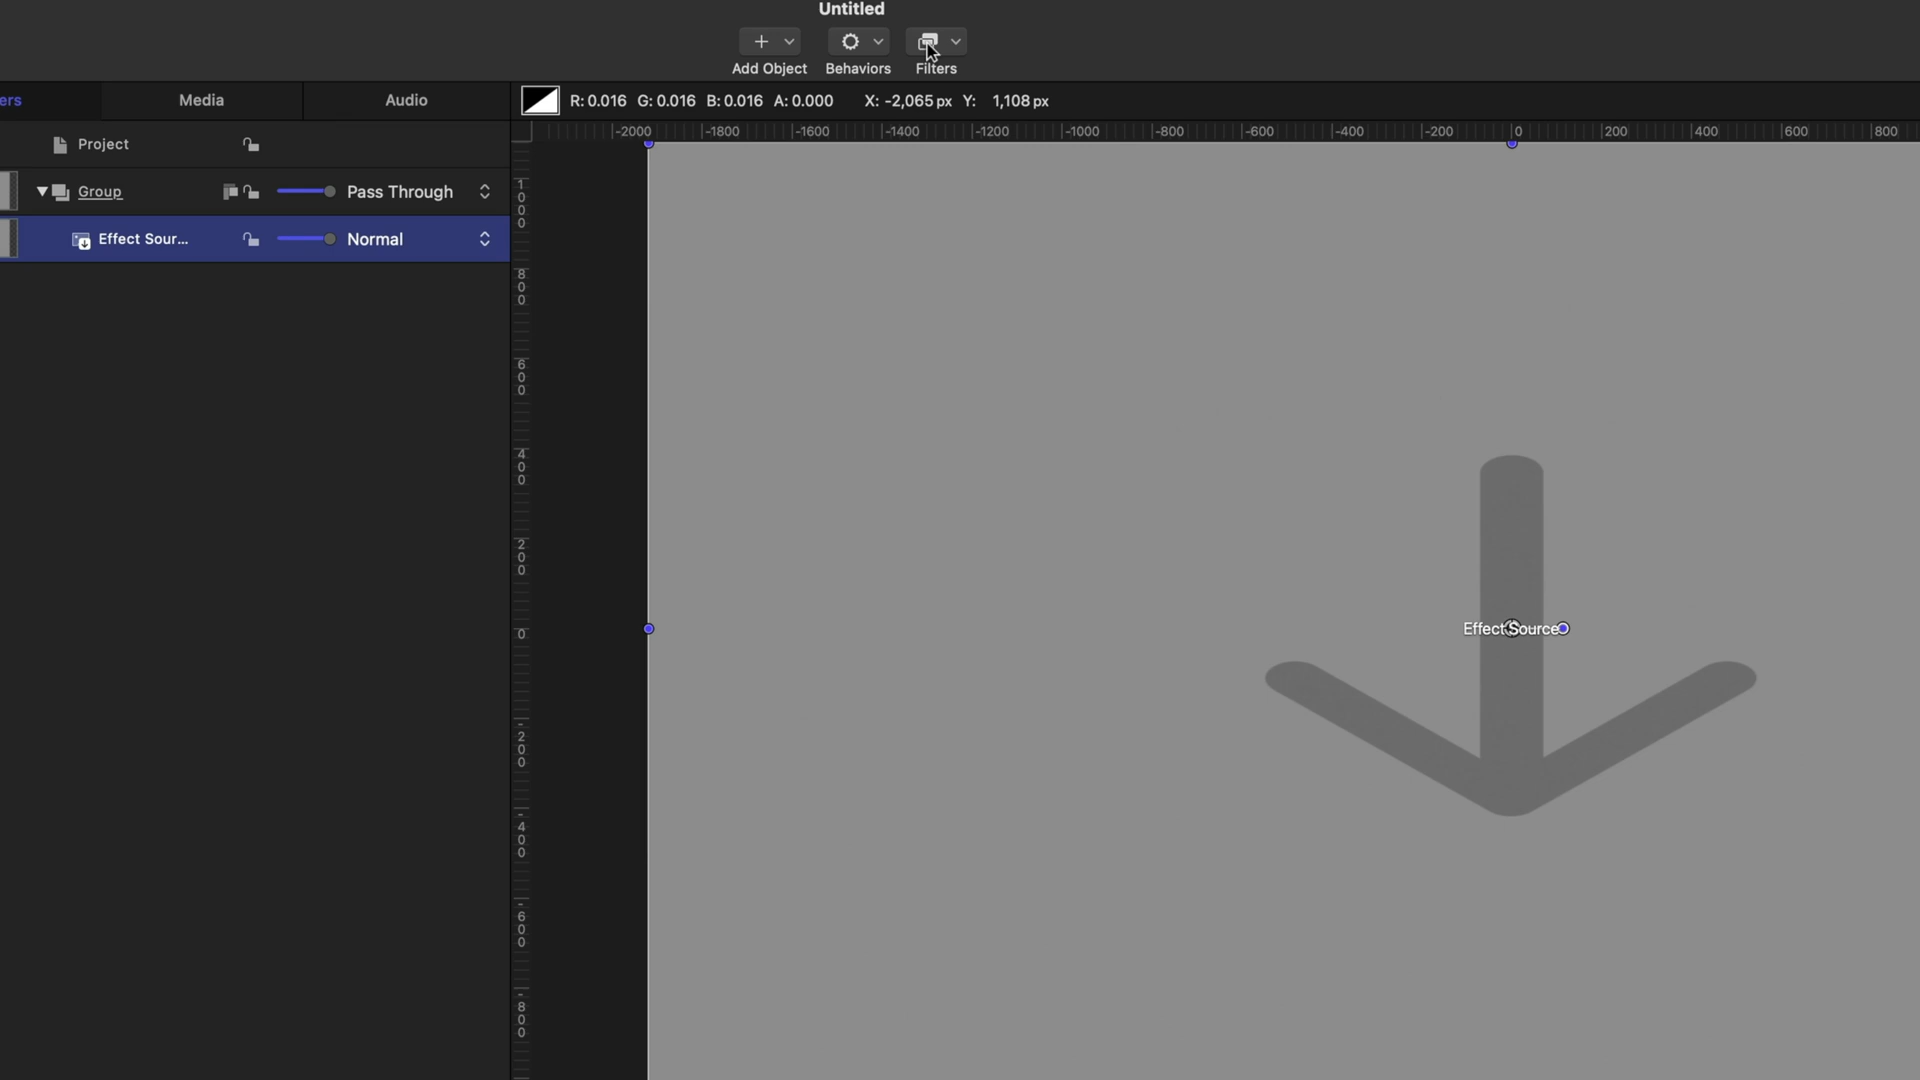 Untitled
Add Object
Behaviors
Filters
ers
Media
Audio
R: 0.016 G: 0.016 B: 0.016 A: 0.000 X: -2,065 px Y: 1,108 px
-2000 -1800 -1600 -1400 -1200 -1000 -800 -600 -400 -200 0 200 400 600 800
Project
Group
Pass Through
Effect Sour...
Normal
1000
800
600
400
200
0
-200
-400
-600
-800
Effect Source